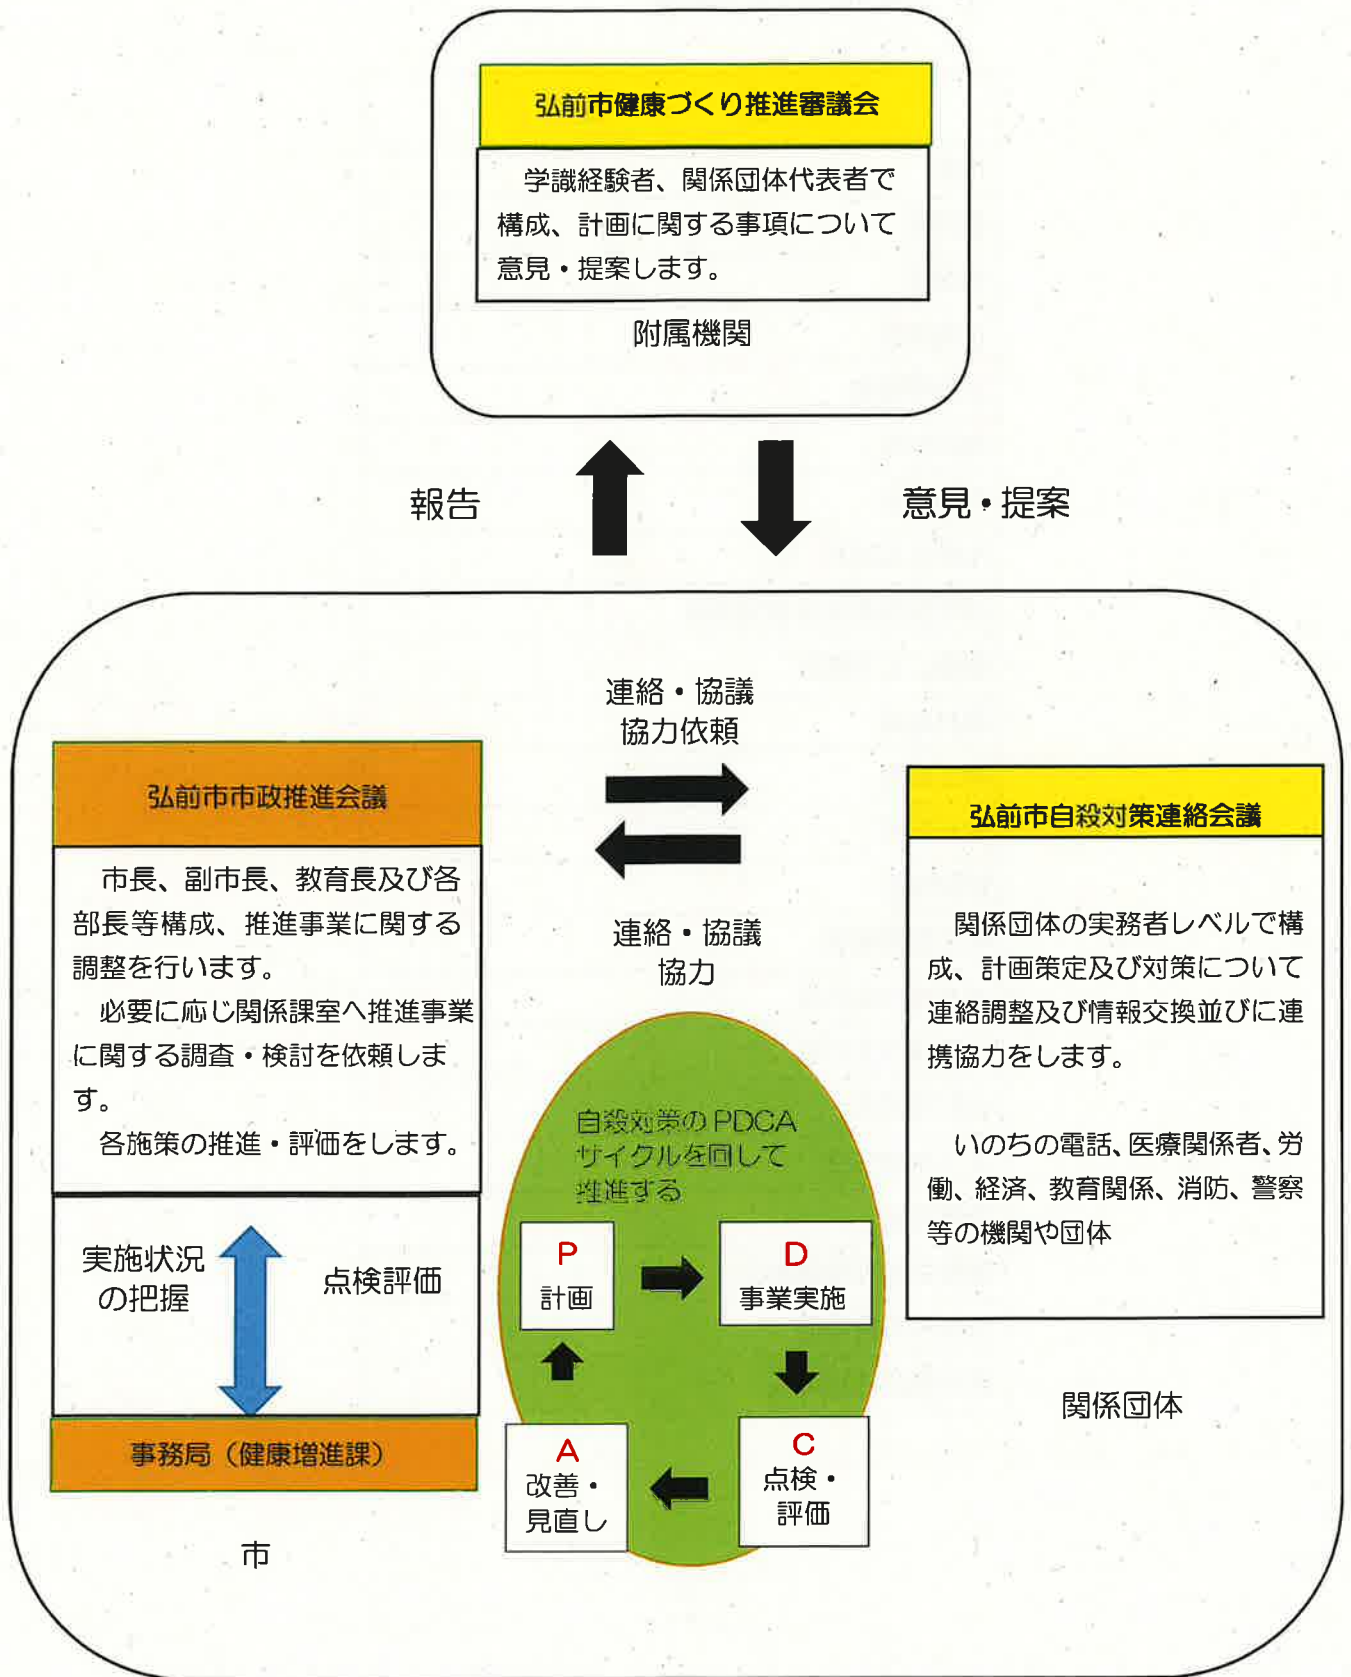 弘前市健康づくり推進審議会
学識経験者、関係団体代表者で
構成、計画に関する事項について
意見・提案します。
附属機関
報告
意見・提案
連絡・協議
協力依頼
連絡・協議
協力
弘前市市政推進会議
市長、副市長、教育長及び各
部長等構成、推進事業に関する
調整を行います。
必要に応じ関係課室へ推進事業
に関する調査・検討を依頼しま
す。
各施策の推進・評価をします。
実施状況
の把握
点検評価
事務局（健康増進課）
市
自殺対策のPDCA
サイクルを回して
推進する
P
計画
D
事業実施
C
点検・
評価
A
改善・
見直し
弘前市自殺対策連絡会議
関係団体の実務者レベルで構
成、計画策定及び対策について
連絡調整及び情報交換並びに連
携協力をします。
いのちの電話、医療関係者、労
働、経済、教育関係、消防、警察
等の機関や団体
関係団体